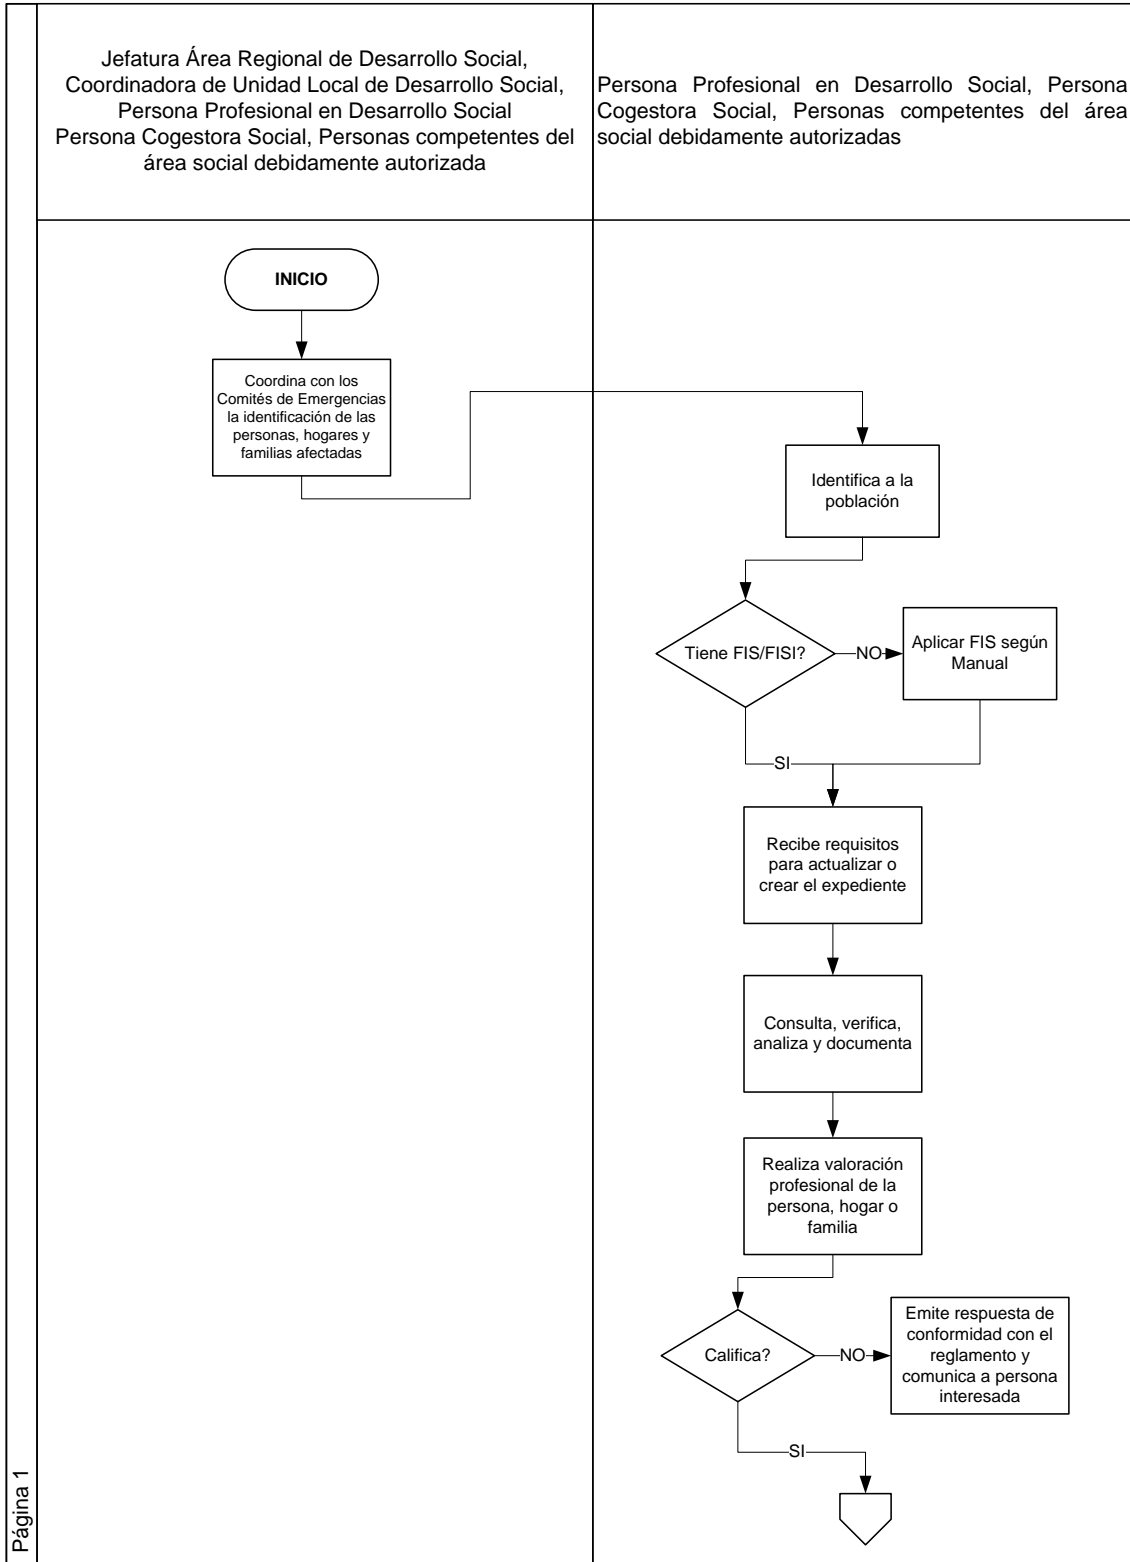 Jefatura Área Regional de Desarrollo Social,
Coordinadora de Unidad Local de Desarrollo Social,
Persona Profesional en Desarrollo Social
Persona Cogestora Social, Personas competentes del
área social debidamente autorizada
Persona Profesional en Desarrollo Social, Persona
Cogestora Social, Personas competentes del área
social debidamente autorizadas
INICIO
Coordina con los
Comités de Emergencias
la identificación de las
personas, hogares y
familias afectadas
Identifica a la
población
Tiene FIS/FISI?
NO
Aplicar FIS según
Manual
SI
Recibe requisitos
para actualizar o
crear el expediente
Consulta, verifica,
analiza y documenta
Realiza valoración
profesional de la
persona, hogar o
familia
Califica?
NO
Emite respuesta de
conformidad con el
reglamento y
comunica a persona
interesada
SI
Página 1